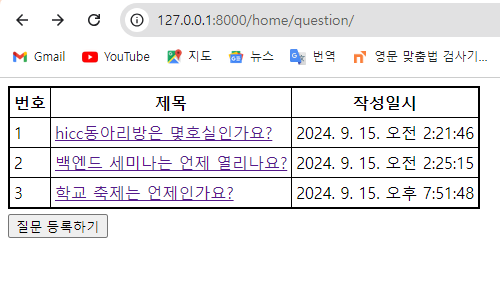 127.0.0.1:8000/home/question/
Gmail YouTube 지도 뉴스 번역 영문 맞춤법 검사기...
번호 제목 작성일시
1 hicc동아리방은 몇호실인가요? 2024. 9. 15. 오전 2:21:46
2 백엔드 세미나는 언제 열리나요? 2024. 9. 15. 오전 2:25:15
3 학교 축제는 언제인가요? 2024. 9. 15. 오후 7:51:48
질문 등록하기